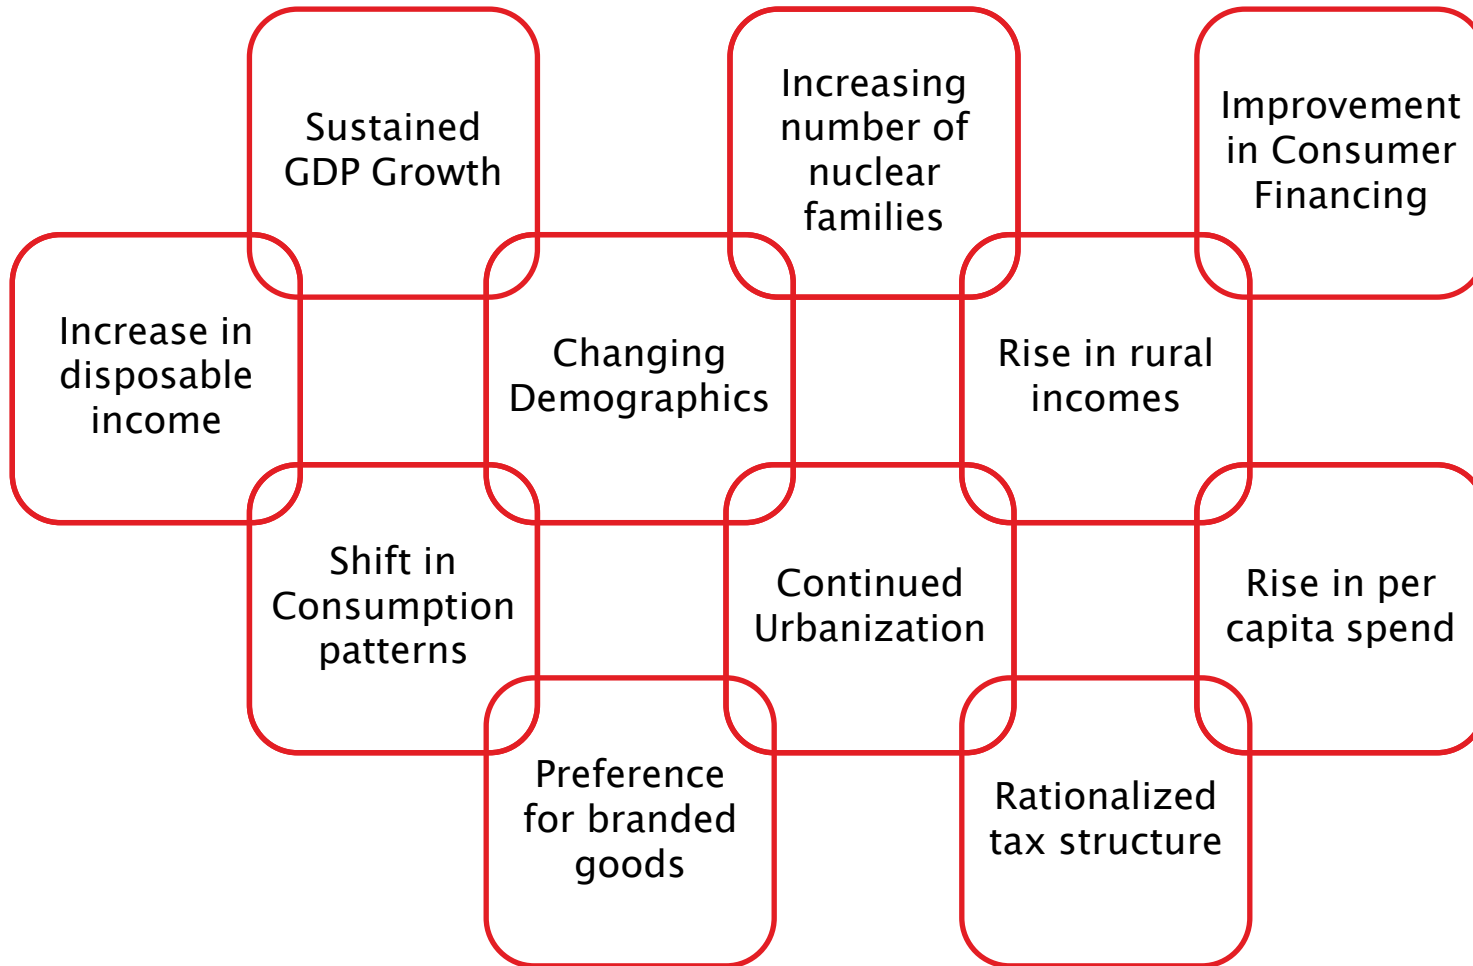 Sustained
GDP Growth
Increasing
number of
nuclear
families
Improvement
in Consumer
Financing
Increase in
disposable
income
Changing
Demographics
Rise in rural
incomes
Shift in
Consumption
patterns
Continued
Urbanization
Rise in per
capita spend
Preference
for branded
goods
Rationalized
tax structure